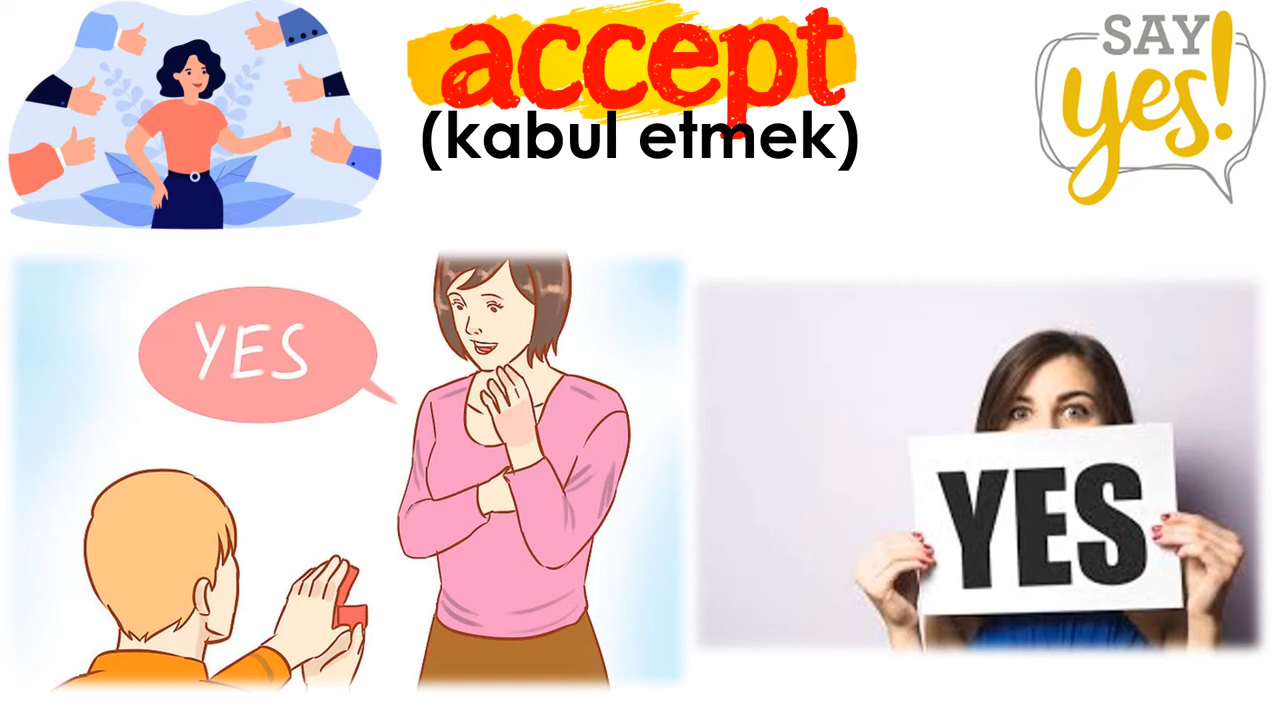 accept
(kabul etmek)
SAY
yes!
YES
YES